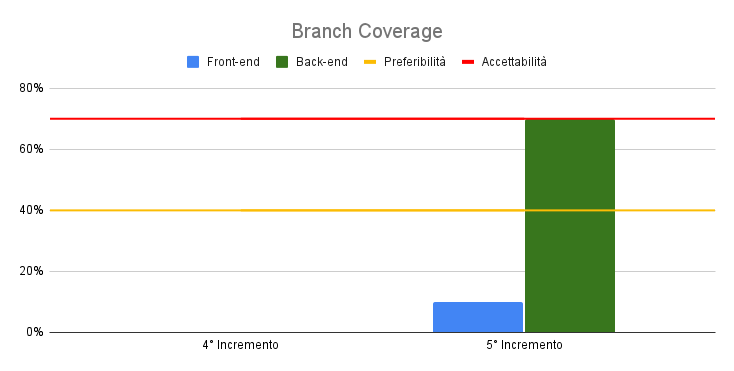 Branch Coverage
Front-end Back-end Preferibilità Accettabilità
80%
60%
40%
20%
0%
4° Incremento 5° Incremento